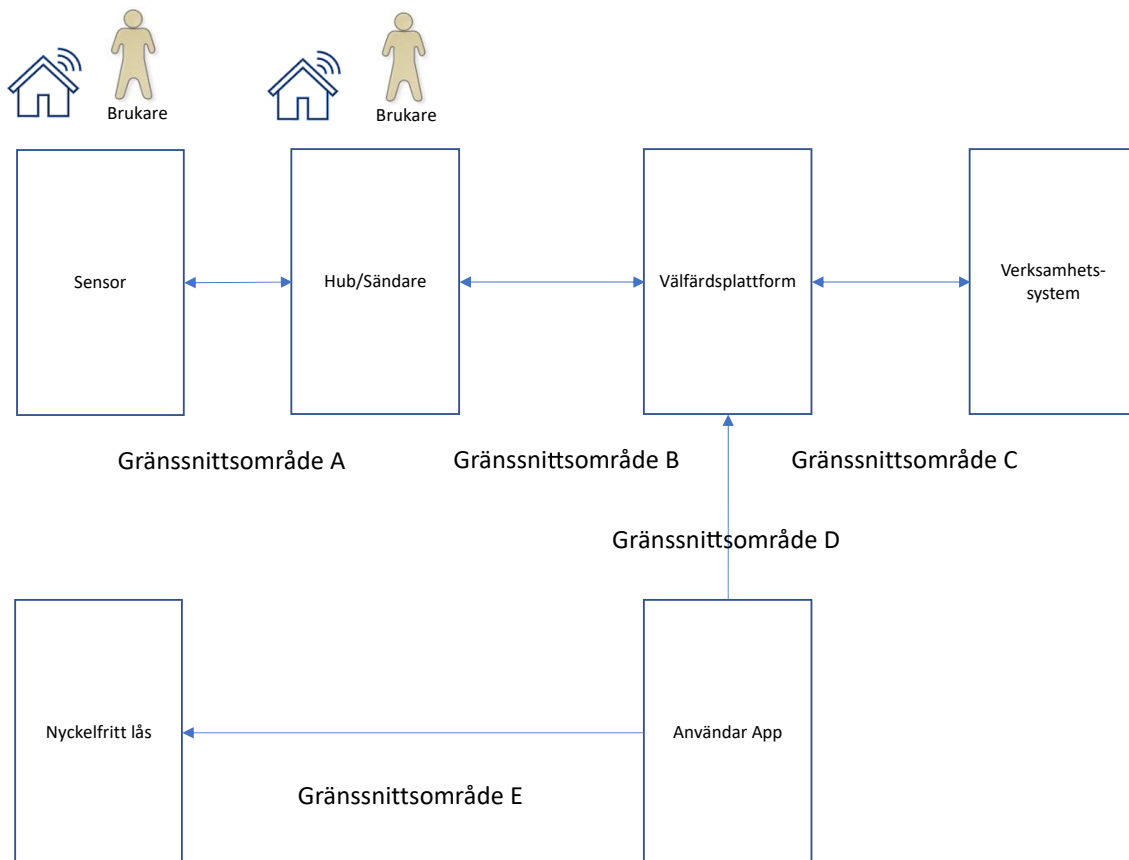 Brukare
Brukare
Sensor
Hub/Sändare
Välfärdsplattform
Verksamhets-
system
Gränssnittsområde A
Gränssnittsområde B
Gränssnittsområde C
Gränssnittsområde D
Nyckelfritt lås
Användar App
Gränssnittsområde E